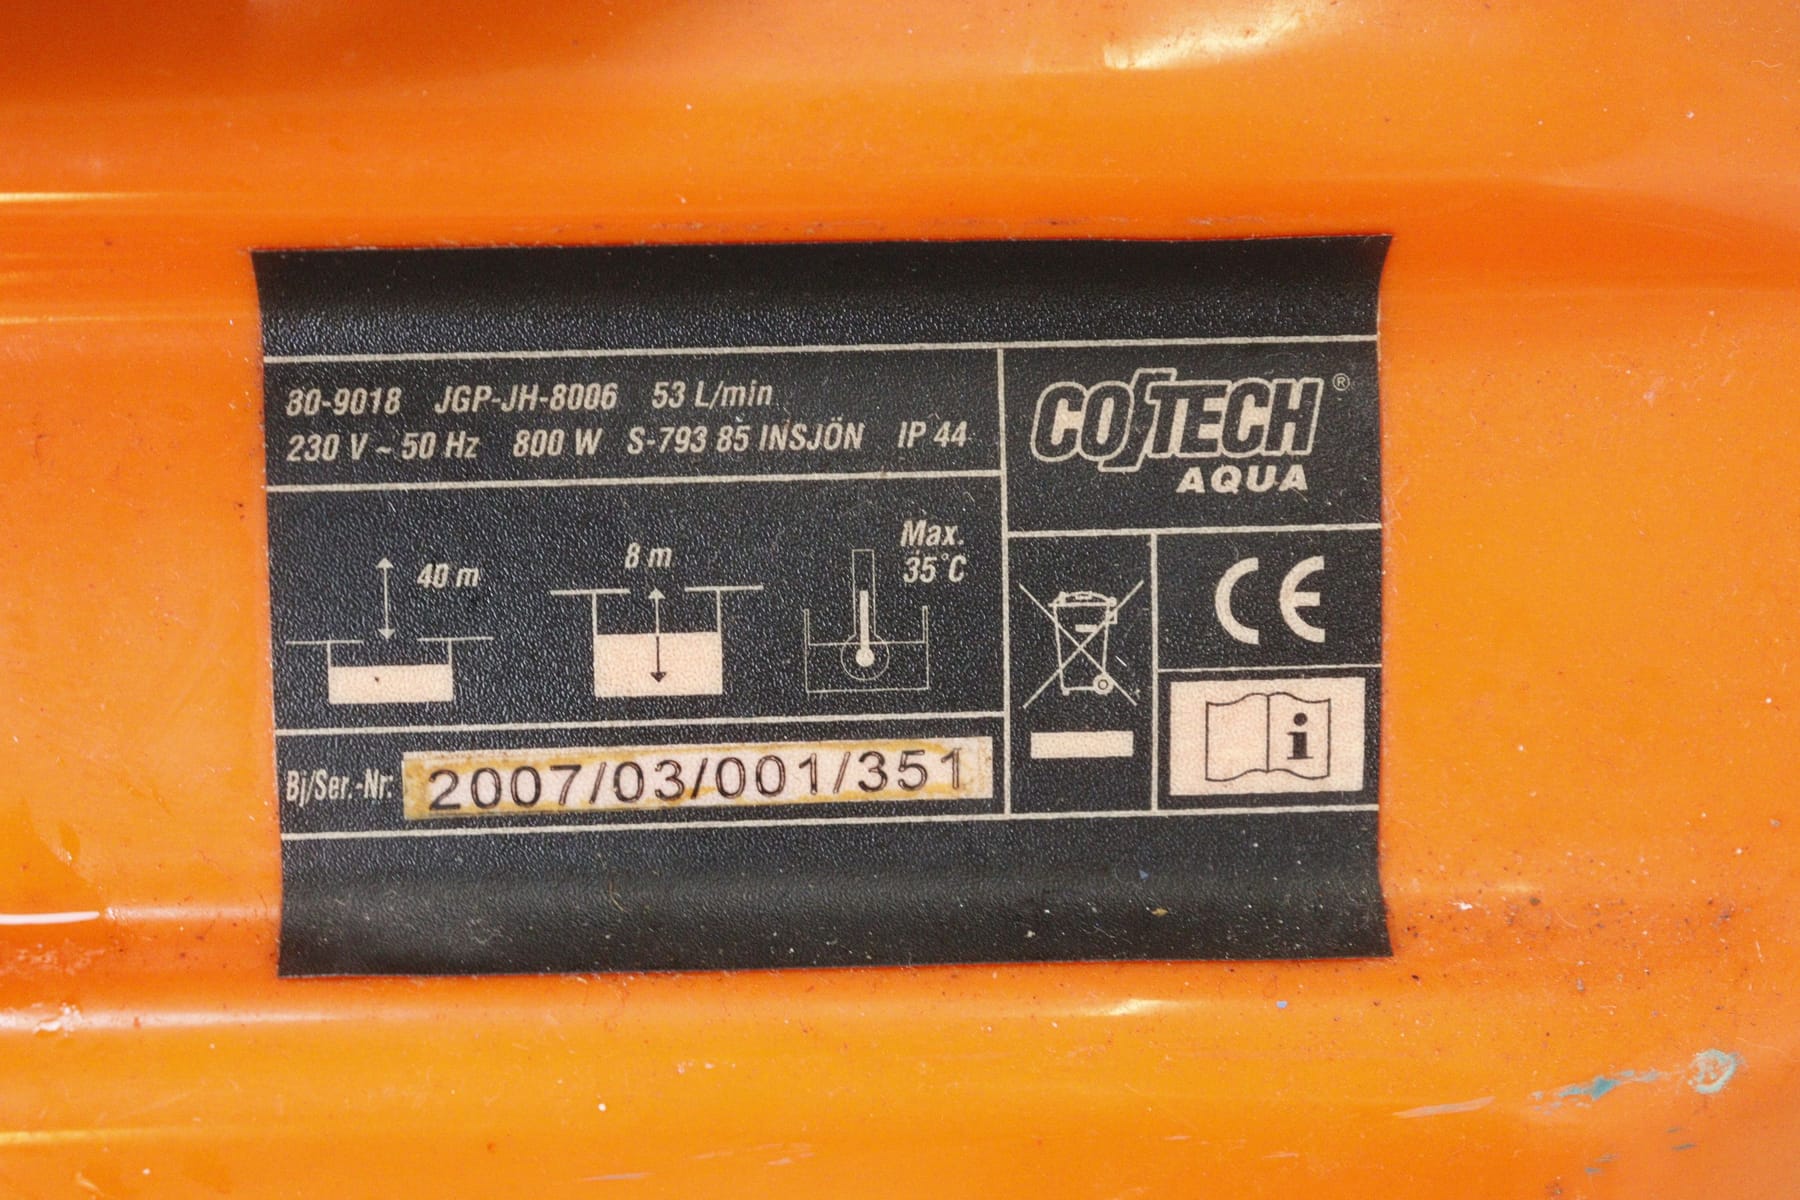 80-9018 JGP-JH-8006 53 L/min
230 V ~ 50 Hz 800 W S-793 85 INSJÖN IP 44
COTECH®
AQUA
40 m
8 m
Max.
35°C
CE
i
Bj/Ser.-Nr: 2007/03/001/351